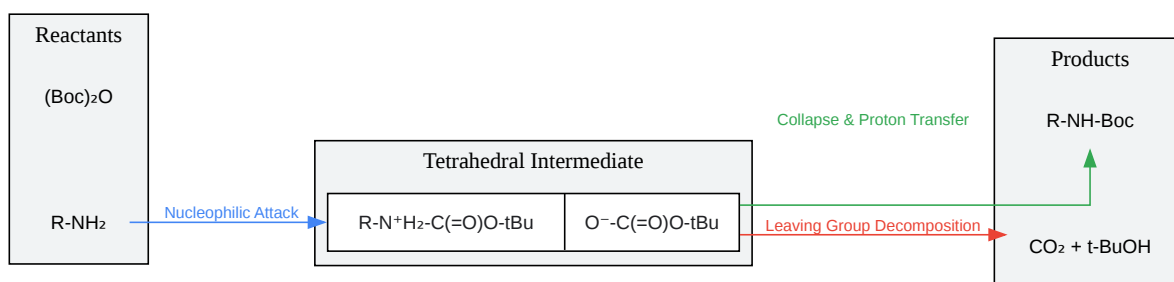 Reactants
(Boc)₂O
R-NH₂
Nucleophilic Attack
Tetrahedral Intermediate
R-N⁺H₂-C(=O)O-tBu
O⁻-C(=O)O-tBu
Collapse & Proton Transfer
Leaving Group Decomposition
Products
R-NH-Boc
CO₂ + t-BuOH